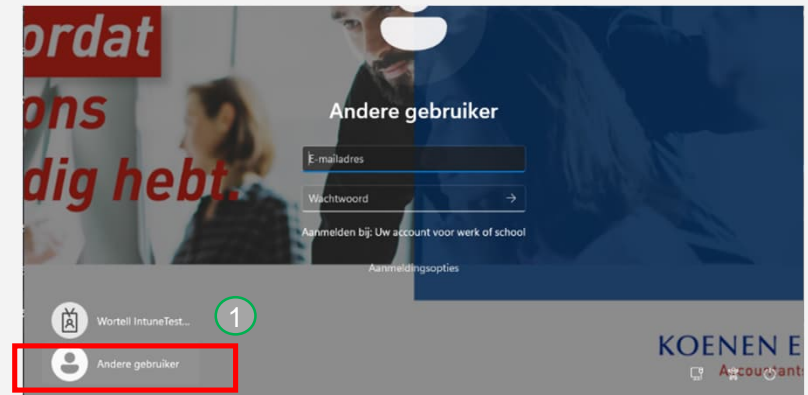 ordat
ons
dig hebt.
Andere gebruiker
E-mailadres
Wachtwoord
Aanmelden bij: Uw account voor werk of school
Aanmeldingsopties
Wortell IntuneTest...
1
Andere gebruiker
KOENEN E
Accountants